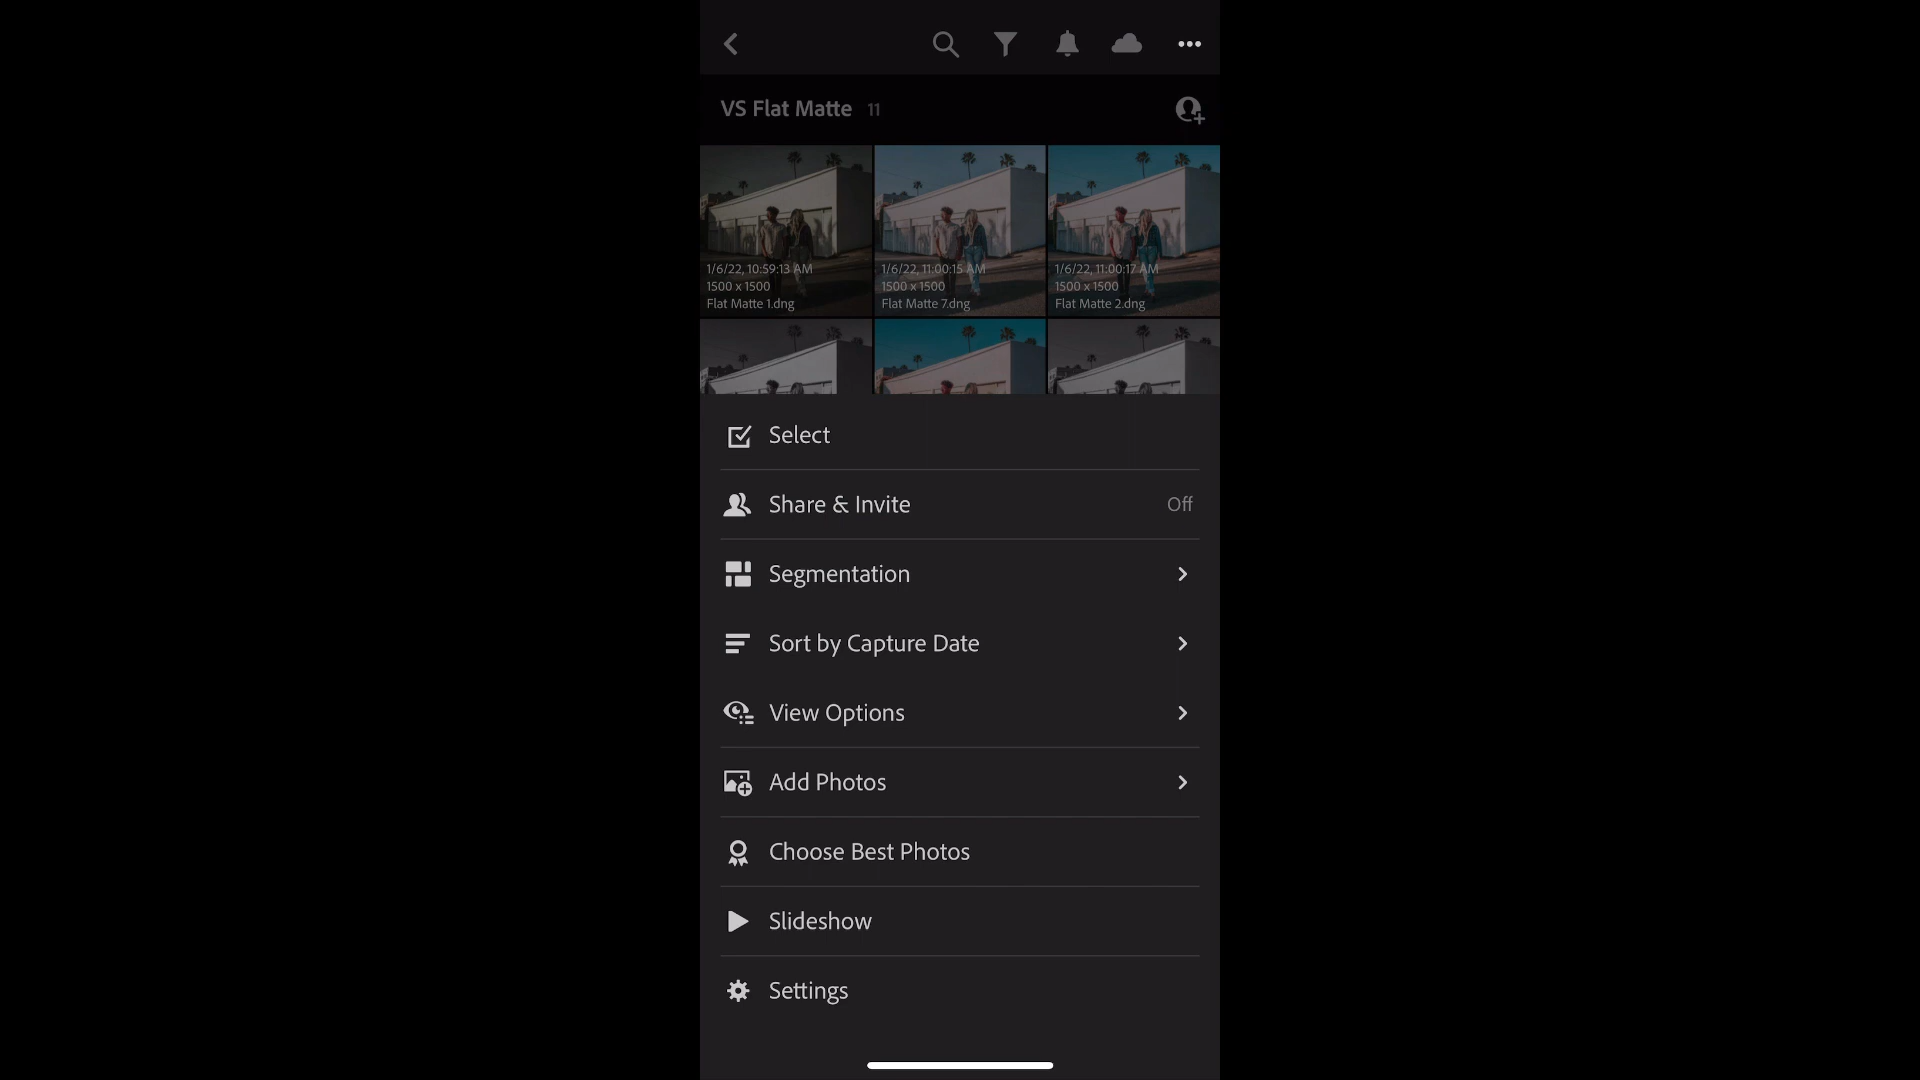 VS Flat Matte 11
1/6/22, 10:59:13 AM
1500 x 1500
Flat Matte 1.dng
1/6/22, 11:00:15 AM
1500 x 1500
Flat Matte 7.dng
1/6/22, 11:00:17 AM
1500 x 1500
Flat Matte 2.dng
Select
Share & Invite Off
Segmentation
Sort by Capture Date
View Options
Add Photos
Choose Best Photos
Slideshow
Settings